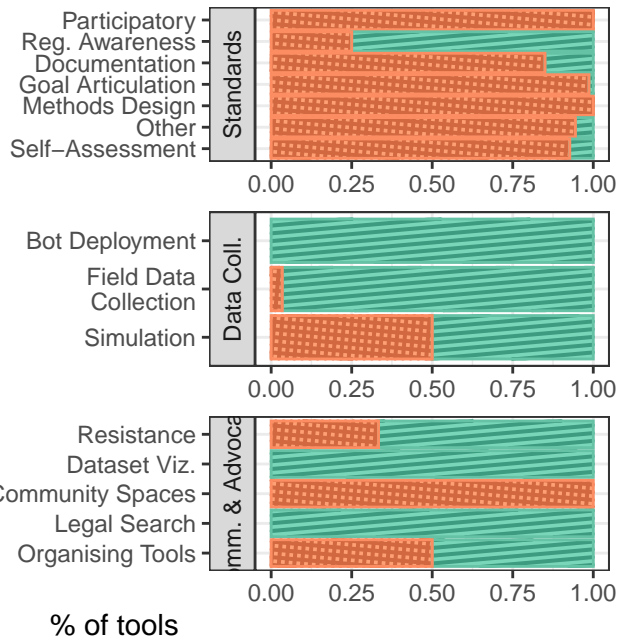 Participatory
Reg. Awareness
Documentation
Goal Articulation
Methods Design
Other
Self−Assessment
Standards
0.00 0.25 0.50 0.75 1.00
Bot Deployment
Field Data
Collection
Simulation
Data Coll.
0.00 0.25 0.50 0.75 1.00
Resistance
Dataset Viz.
Community Spaces
Legal Search
Organising Tools
omm. & Advoca
0.00 0.25 0.50 0.75 1.00
% of tools